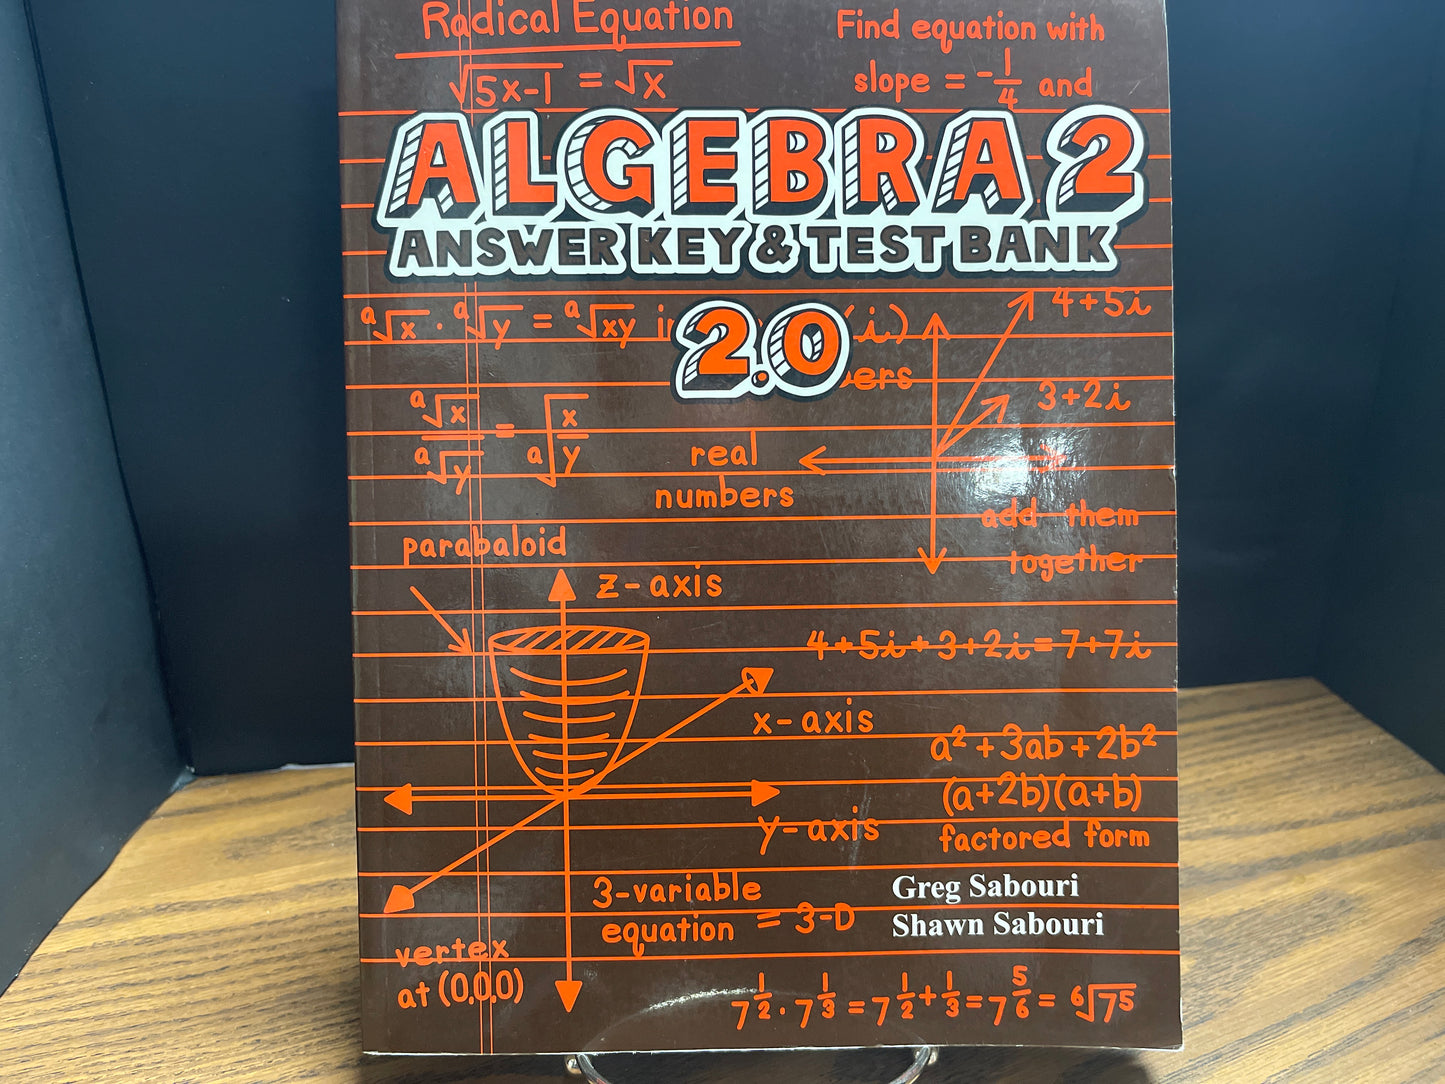 Radical Equation
√5x-1 = √x
Find equation with
slope = -1/4 and
ALGEBRA 2
ANSWER KEY & TEST BANK
2.0
ᵃ√x · ᵃ√y = ᵃ√xy
(i)
4+5i
3+2i
ᵃ√x / ᵃ√y = ᵃ√x/y
real
numbers
add them
together
parabaloid
z-axis
4+5i+3+2i=7+7i
x-axis
a²+3ab+2b²
(a+2b)(a+b)
factored form
y-axis
3-variable
equation = 3-D
Greg Sabouri
Shawn Sabouri
vertex
at (0,0,0)
7^1/2 · 7^1/3 = 7^1/2+1/3 = 7^5/6 = ⁶√7⁵